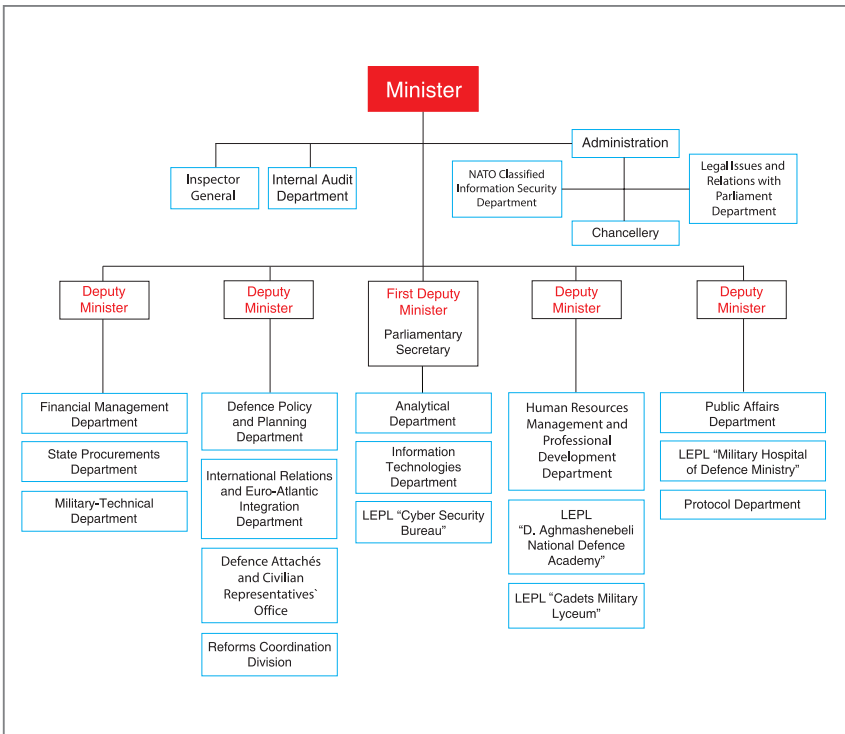 Minister
Administration
Inspector
General
Internal Audit
Department
NATO Classified
Information Security
Department
Legal Issues and
Relations with
Parliament
Department
Chancellery
Deputy
Minister
Deputy
Minister
First Deputy
Minister
Parliamentary
Secretary
Deputy
Minister
Deputy
Minister
Financial Management
Department
State Procurements
Department
Military-Technical
Department
Defence Policy
and Planning
Department
International Relations
and Euro-Atlantic
Integration
Department
Defence Attachés
and Civilian
Representatives`
Office
Reforms Coordination
Division
Analytical
Department
Information
Technologies
Department
LEPL “Cyber Security
Bureau”
Human Resources
Management and
Professional
Development
Department
LEPL
“D. Aghmashenebeli
National Defence
Academy”
LEPL “Cadets Military
Lyceum”
Public Affairs
Department
LEPL “Military Hospital
of Defence Ministry”
Protocol Department